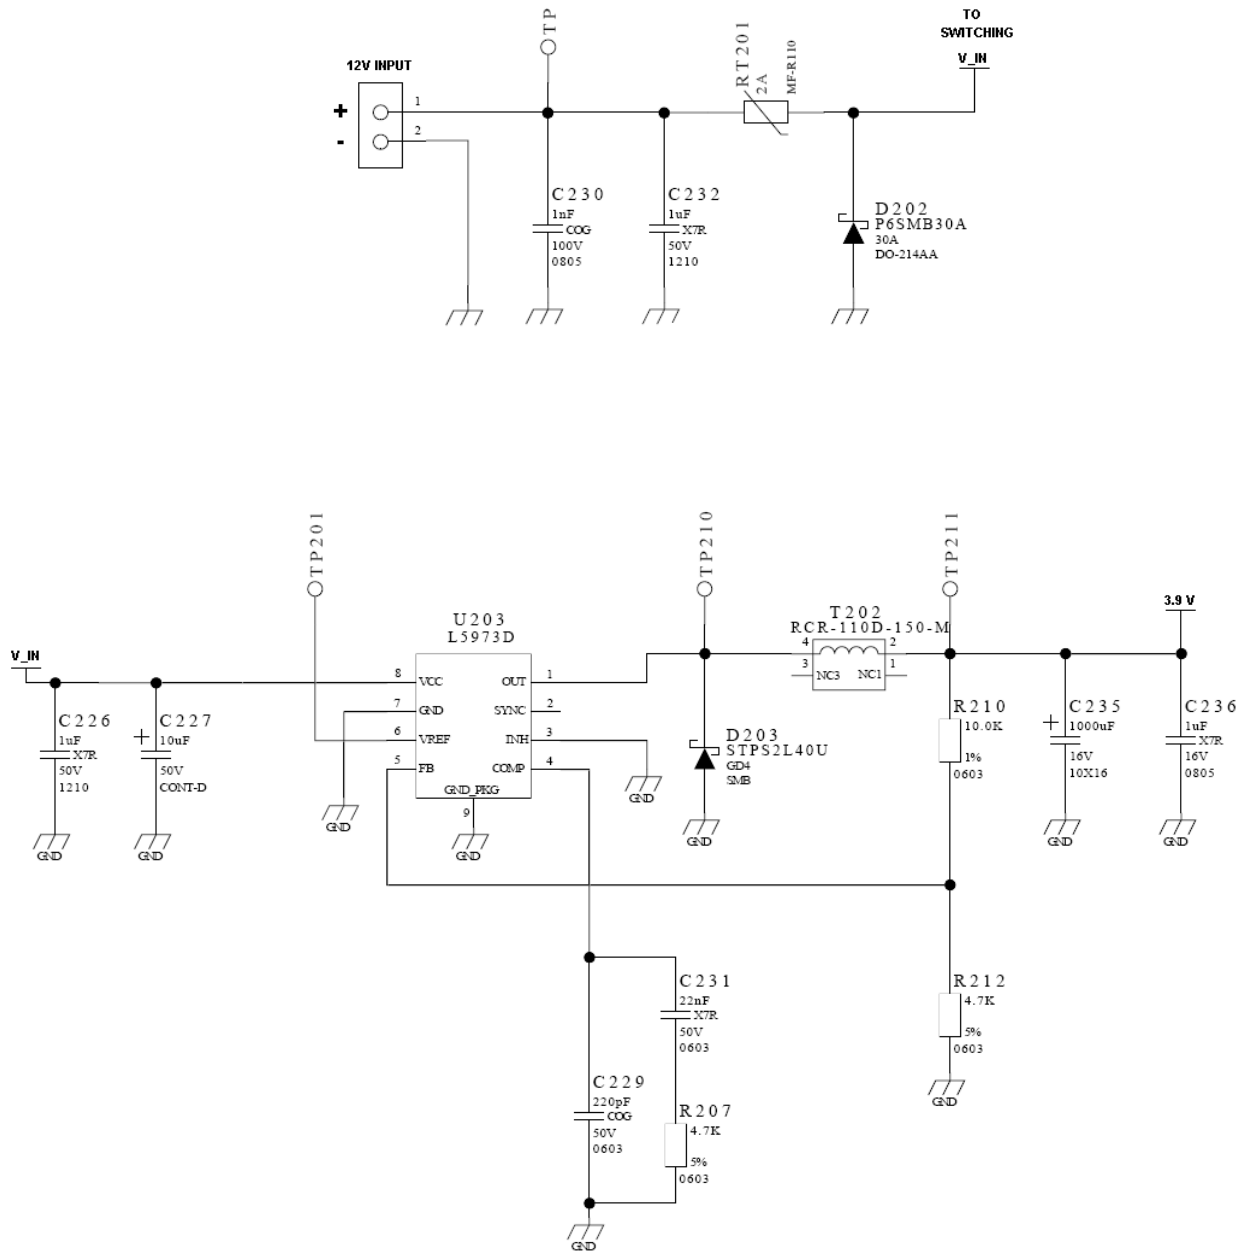 TP
TO
SWITCHING
V_IN
RT201
2A
MF-R110
12V INPUT
+
1
2
-
C230
1nF
COG
100V
0805
C232
1uF
X7R
50V
1210
D202
P6SMB30A
30A
DO-214AA
TP201
TP210
TP211
3.9 V
U203
L5973D
T202
RCR-110D-150-M
4
2
3
1
NC3
NC1
V_IN
8
VCC
OUT
1
7
GND
SYNC
2
6
VREF
INH
3
5
FB
COMP
4
GND_PKG
9
C226
1uF
X7R
50V
1210
C227
+
10uF
50V
CONT-D
D203
STPS2L40U
GD4
SMB
R210
10.0K
1%
0603
C235
+
1000uF
16V
10X16
C236
1uF
X7R
16V
0805
GND
GND
GND
GND
GND
GND
GND
GND
C231
22nF
X7R
50V
0603
R212
4.7K
5%
0603
GND
C229
220pF
COG
50V
0603
R207
4.7K
5%
0603
GND